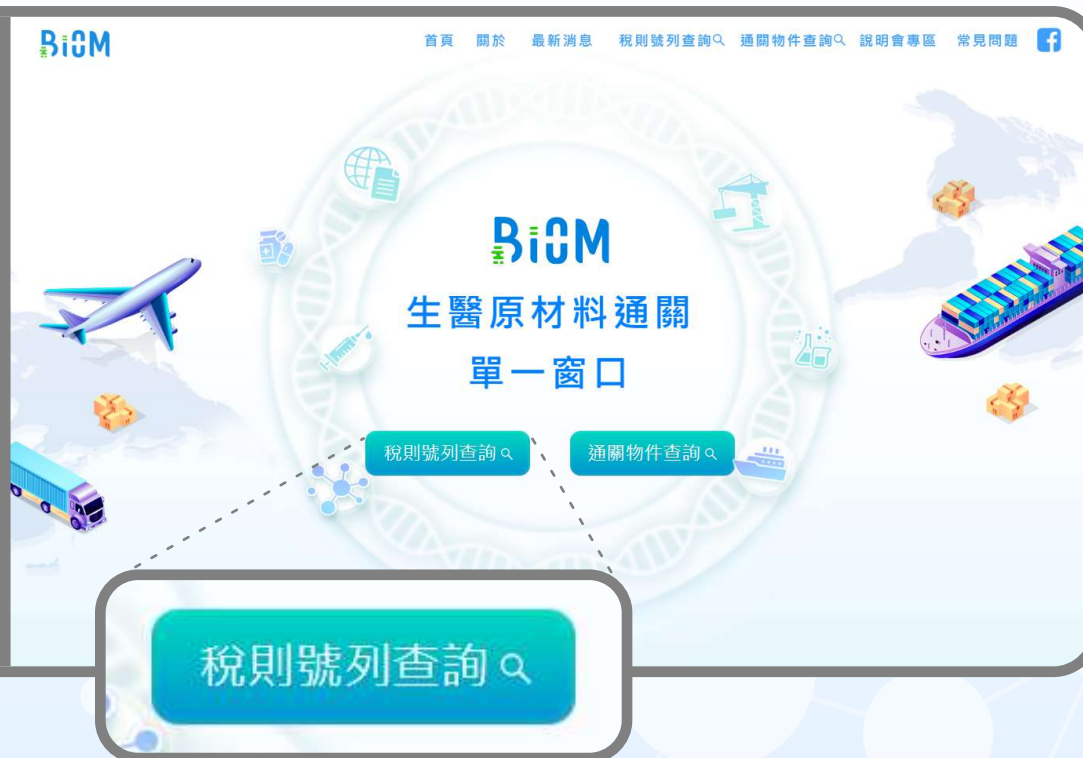 BiOM
首頁 關於 最新消息 稅則號列查詢 通關物件查詢 說明會專區 常見問題 f
BiOM
生醫原材料通關
單一窗口
稅則號列查詢 通關物件查詢
稅則號列查詢